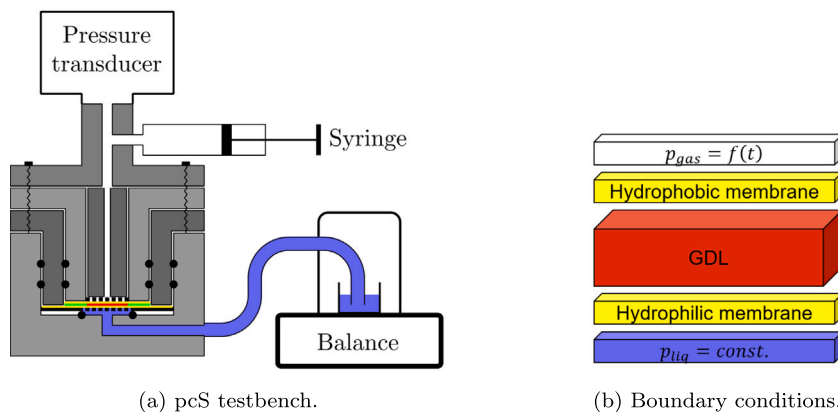 Pressure
transducer
Syringe
Balance
(a) pcS testbench.
p_gas = f(t)
Hydrophobic membrane
GDL
Hydrophilic membrane
p_liq = const.
(b) Boundary conditions.